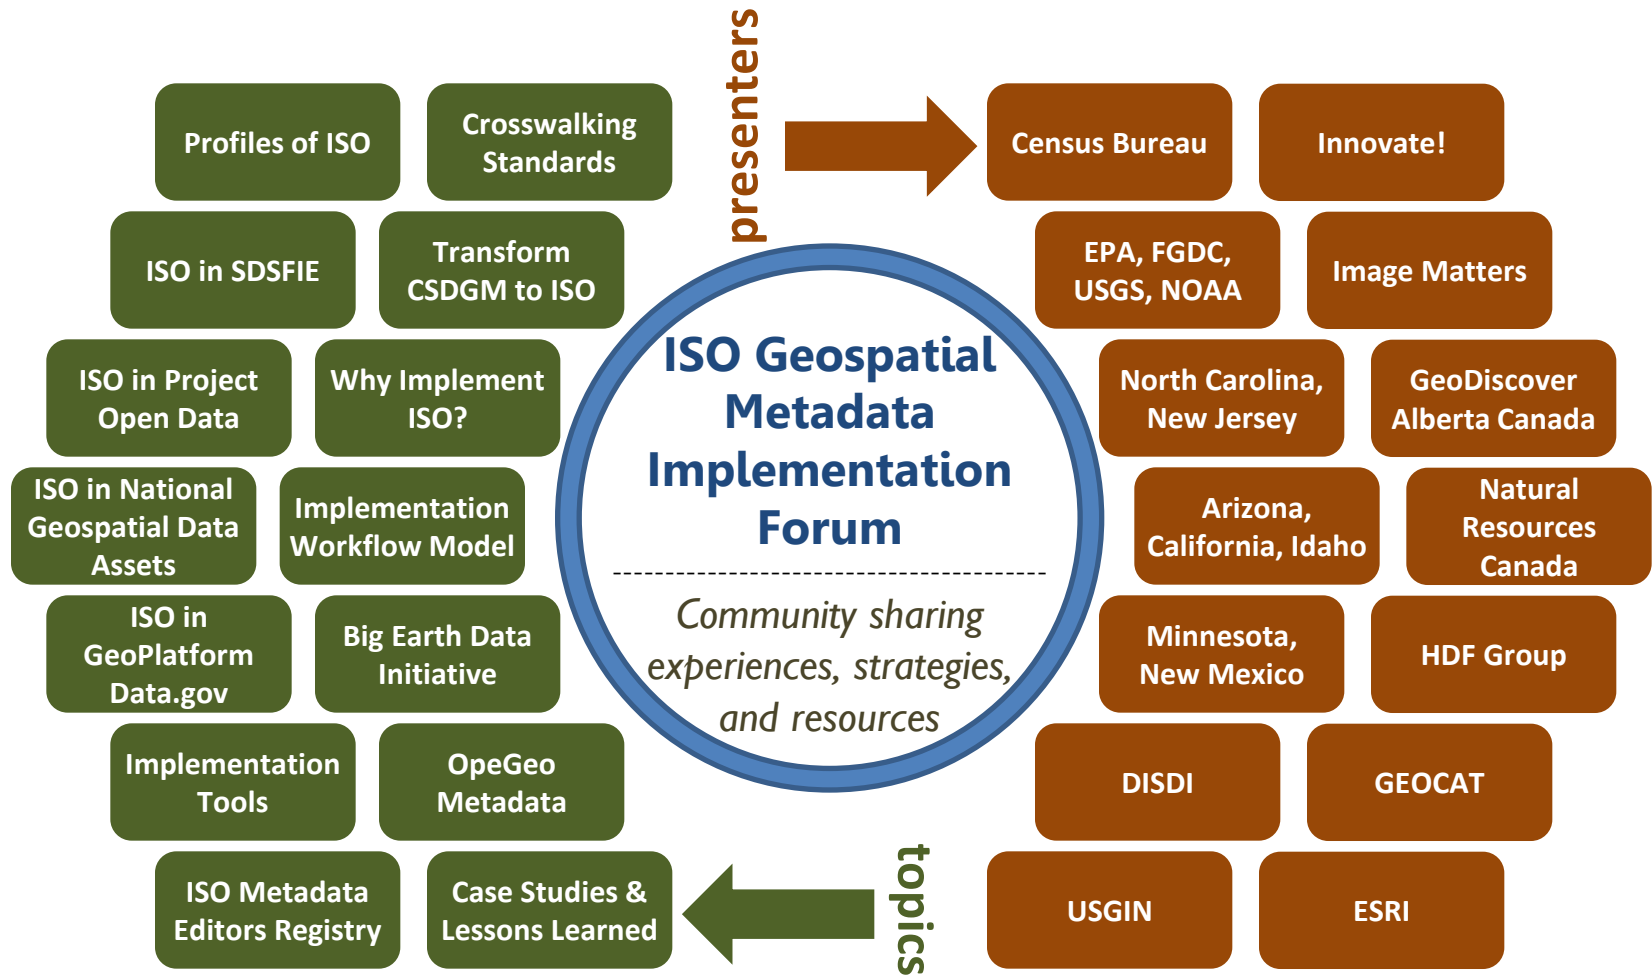 presenters
Profiles of ISO
Crosswalking
Standards
ISO in SDSFIE
Transform
CSDGM to ISO
ISO in Project
Open Data
Why Implement
ISO?
ISO in National
Geospatial Data
Assets
Implementation
Workflow Model
ISO in
GeoPlatform
Data.gov
Big Earth Data
Initiative
Implementation
Tools
OpeGeo
Metadata
ISO Metadata
Editors Registry
Case Studies &
Lessons Learned
ISO Geospatial
Metadata
Implementation
Forum
Community sharing
experiences, strategies,
and resources
topics
Census Bureau
Innovate!
EPA, FGDC,
USGS, NOAA
Image Matters
North Carolina,
New Jersey
GeoDiscover
Alberta Canada
Arizona,
California, Idaho
Natural
Resources
Canada
Minnesota,
New Mexico
HDF Group
DISDI
GEOCAT
USGIN
ESRI